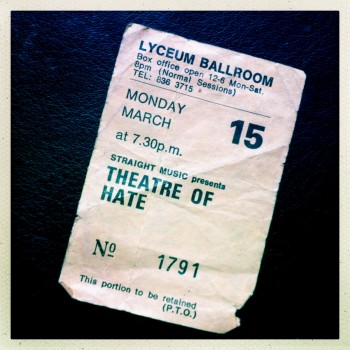 LYCEUM BALLROOM
Box office open 12-6 Mon-Sat.
8pm (Normal Sessions)
TEL: 836 3715
MONDAY
MARCH 15
at 7.30p.m.
STRAIGHT MUSIC presents
THEATRE OF
HATE
Nº 1791
This portion to be retained
(P.T.O.)